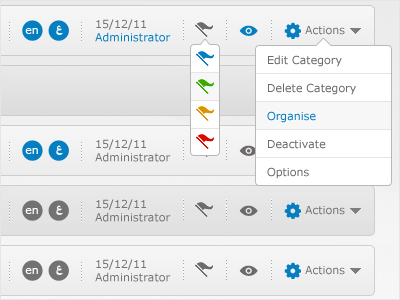 en ع 15/12/11 Actions
Administrator
Edit Category
Delete Category
Organise
Deactivate
Options
en ع 15/12/11
Administrator
en ع 15/12/11 Actions
Administrator
en ع 15/12/11 Actions
Administrator